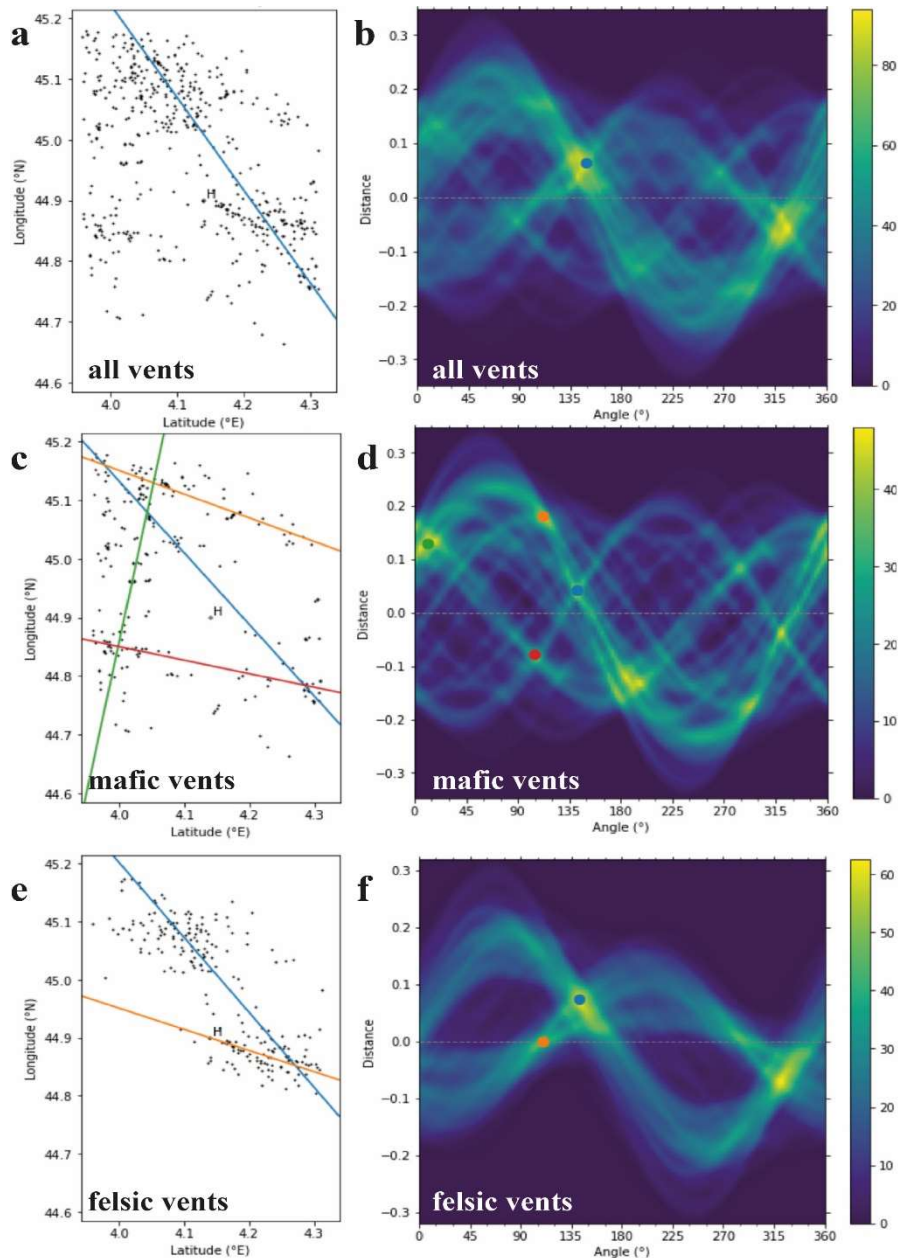 a
45.2
45.1
45.0
44.9
44.8
44.7
44.6
Longitude (°N)
H
all vents
4.0 4.1 4.2 4.3
Latitude (°E)
b
0.3
0.2
0.1
0.0
−0.1
−0.2
−0.3
Distance
all vents
0 45 90 135 180 225 270 315 360
Angle (°)
80
60
40
20
0
c
45.2
45.1
45.0
44.9
44.8
44.7
44.6
Longitude (°N)
H
mafic vents
4.0 4.1 4.2 4.3
Latitude (°E)
d
0.3
0.2
0.1
0.0
−0.1
−0.2
−0.3
Distance
mafic vents
0 45 90 135 180 225 270 315 360
Angle (°)
40
30
20
10
0
e
45.2
45.1
45.0
44.9
44.8
44.7
44.6
Longitude (°N)
H
felsic vents
4.0 4.1 4.2 4.3
Latitude (°E)
f
0.3
0.2
0.1
0.0
−0.1
−0.2
−0.3
Distance
felsic vents
0 45 90 135 180 225 270 315 360
Angle (°)
60
50
40
30
20
10
0